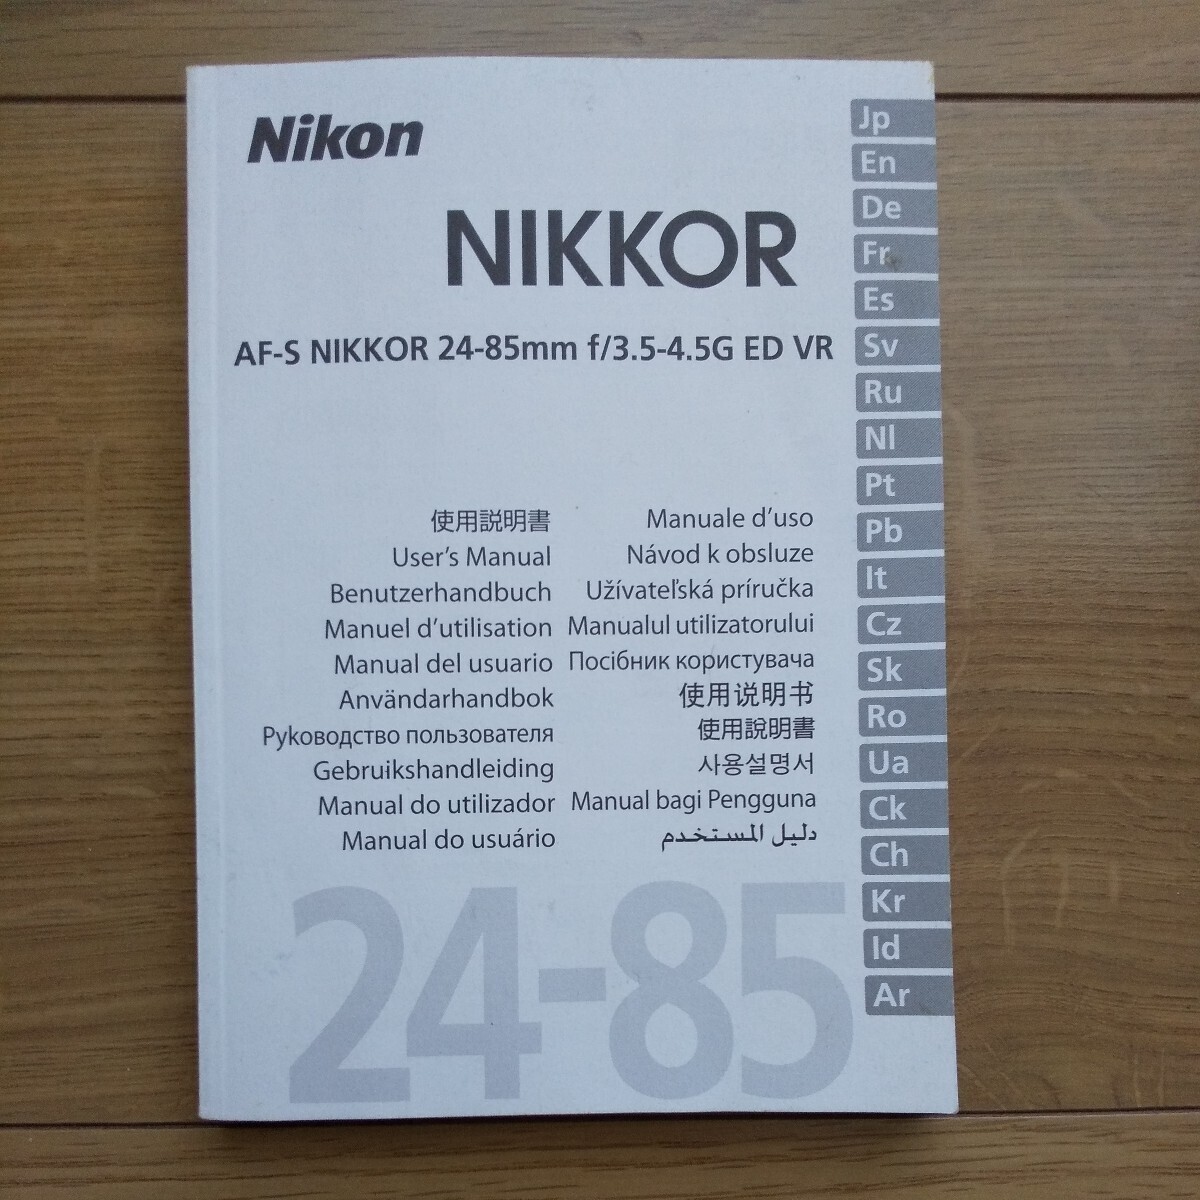 Nikon
NIKKOR
AF-S NIKKOR 24-85mm f/3.5-4.5G ED VR
使用説明書
User's Manual
Benutzerhandbuch
Manuel d'utilisation
Manual del usuario
Användarhandbok
Руководство пользователя
Gebruikshandleiding
Manual do utilizador
Manual do usuário
Manuale d'uso
Návod k obsluze
Užívateľská príručka
Manualul utilizatorului
Посібник користувача
使用说明书
使用說明書
사용설명서
Manual bagi Pengguna
دليل المستخدم
24-85
Jp
En
De
Fr
Es
Sv
Ru
Nl
Pt
Pb
It
Cz
Sk
Ro
Ua
Ck
Ch
Kr
Id
Ar